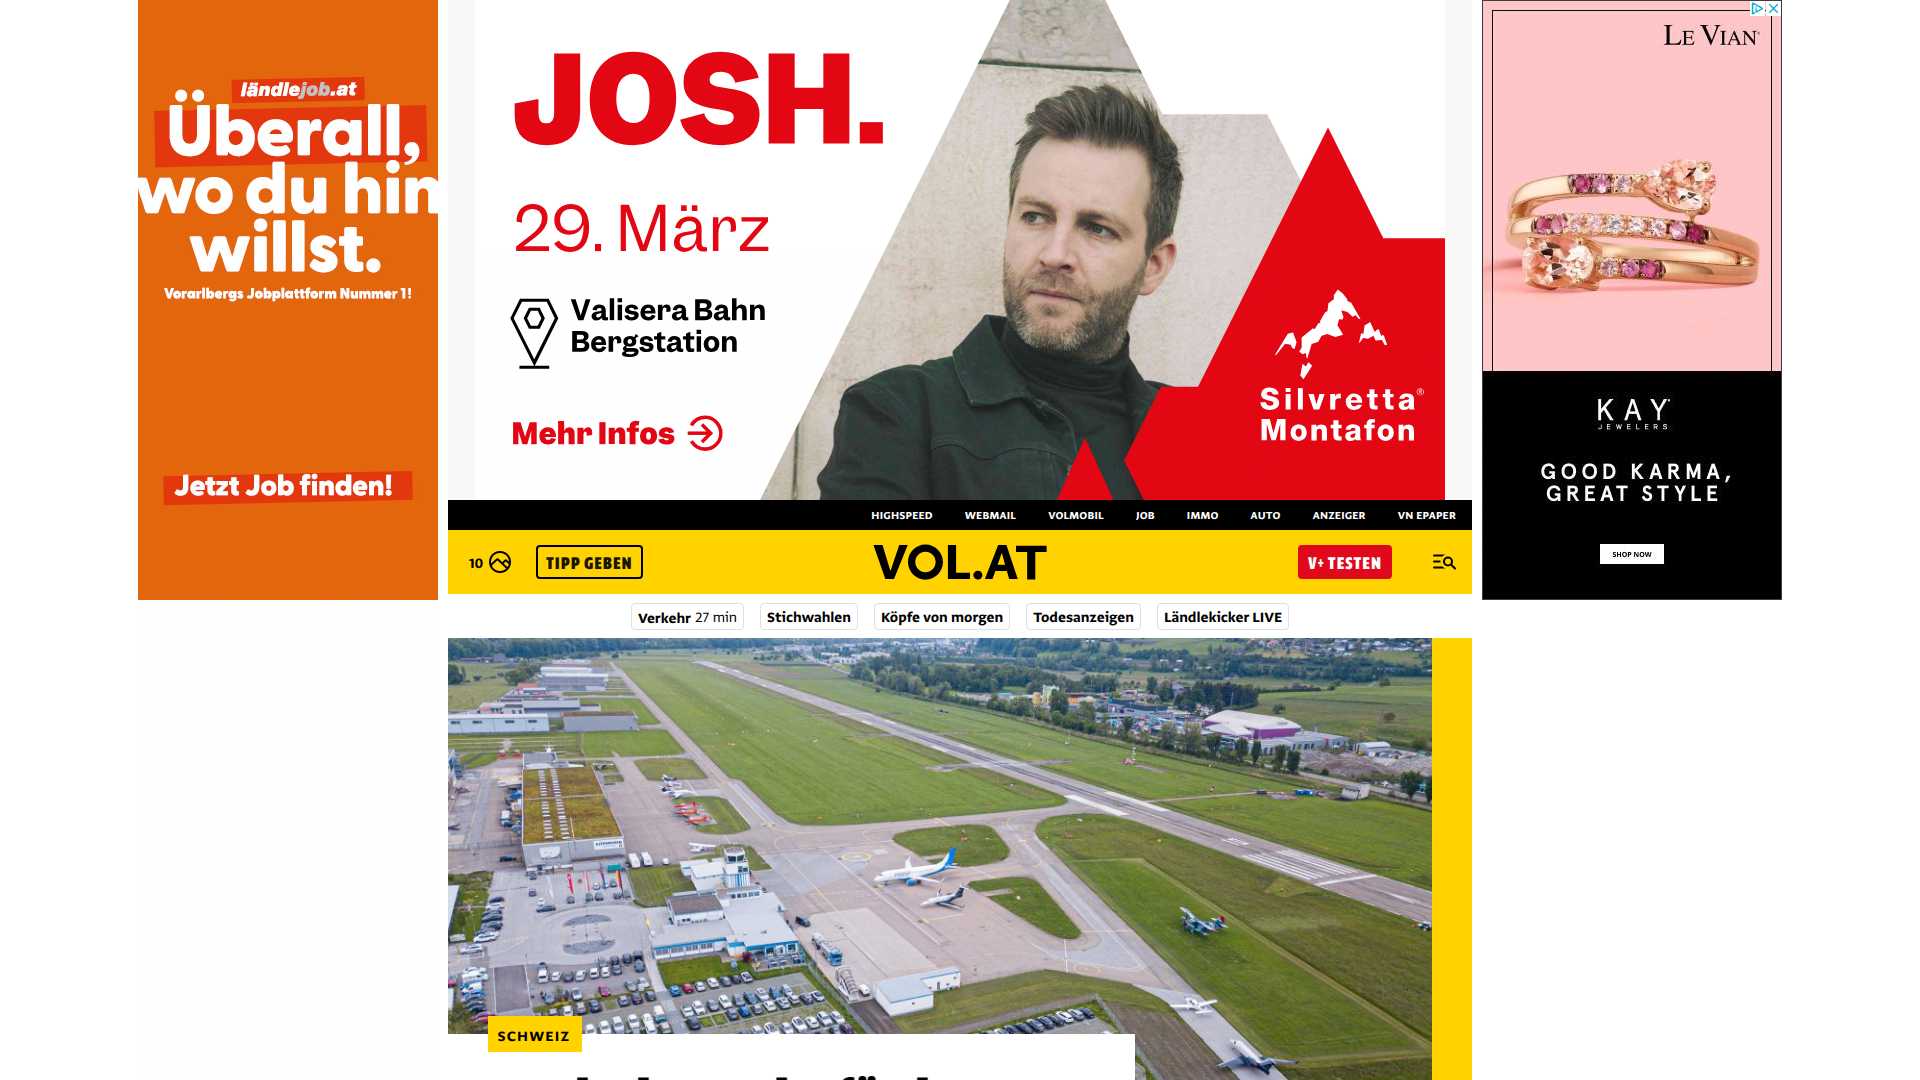 ländlejob.at
Überall,
wo du hin
willst.
Vorarlbergs Jobplattform Nummer 1!
Jetzt Job finden!
JOSH.
29. März
Valisera Bahn
Bergstation
Mehr Infos
Silvretta®
Montafon
LE VIAN®
KAY®
JEWELERS
GOOD KARMA,
GREAT STYLE
SHOP NOW
HIGHSPEED WEBMAIL VOLMOBIL JOB IMMO AUTO ANZEIGER VN EPAPER
10 TIPP GEBEN VOL.AT V+ TESTEN
Verkehr 27 min Stichwahlen Köpfe von morgen Todesanzeigen Ländlekicker LIVE
SCHWEIZ